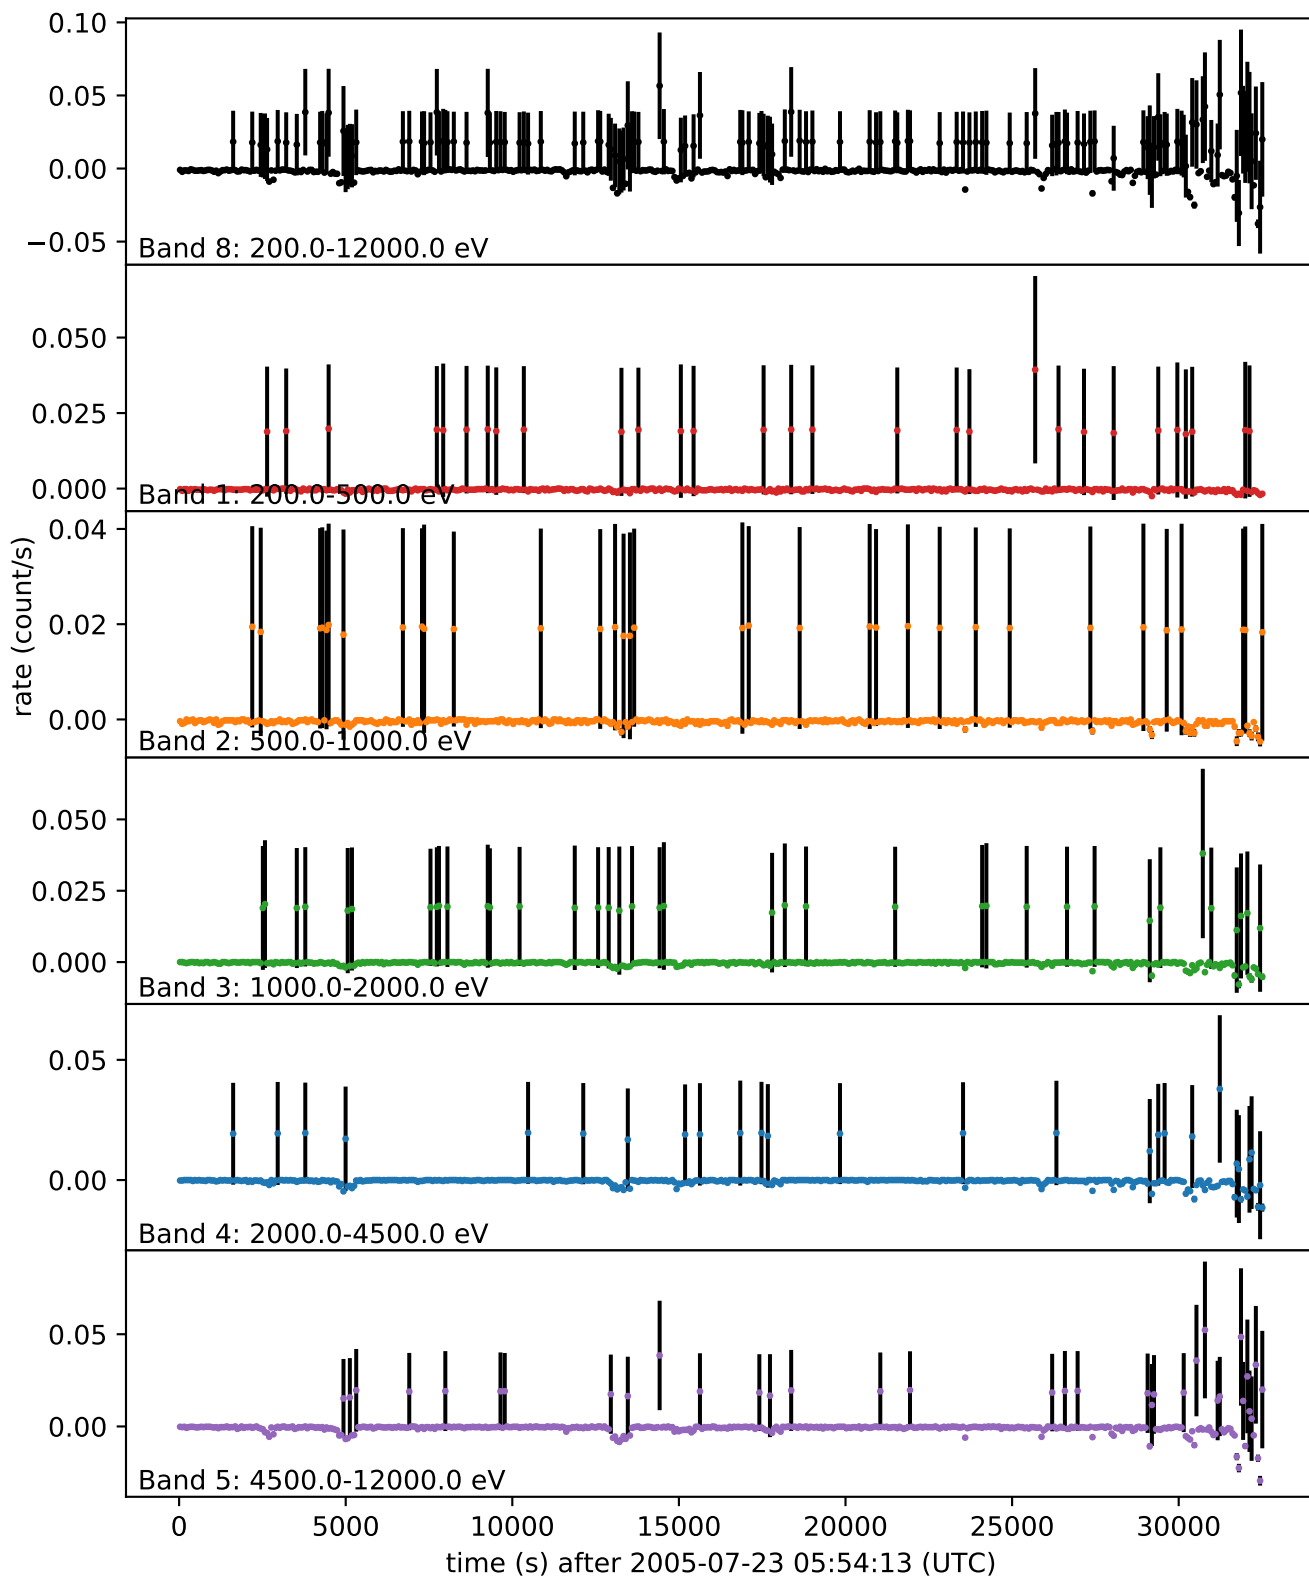 0.10
0.05
0.00
−0.05
Band 8: 200.0-12000.0 eV
0.050
0.025
0.000
Band 1: 200.0-500.0 eV
0.04
0.02
0.00
Band 2: 500.0-1000.0 eV
rate (count/s)
0.050
0.025
0.000
Band 3: 1000.0-2000.0 eV
0.05
0.00
Band 4: 2000.0-4500.0 eV
0.05
0.00
Band 5: 4500.0-12000.0 eV
0 5000 10000 15000 20000 25000 30000
time (s) after 2005-07-23 05:54:13 (UTC)